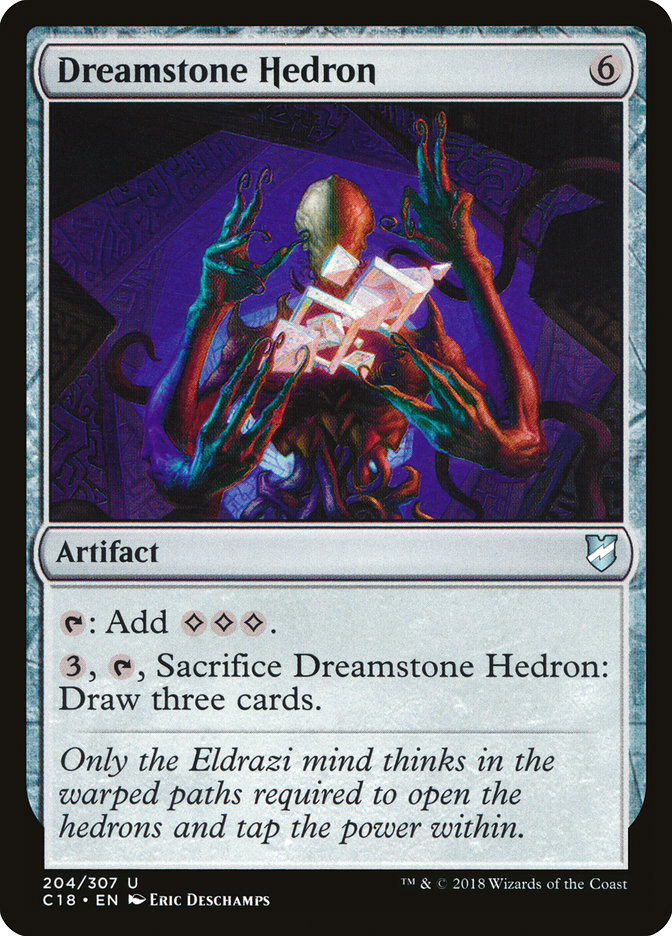 Dreamstone Hedron 6
Artifact
: Add .
3, , Sacrifice Dreamstone Hedron:
Draw three cards.
Only the Eldrazi mind thinks in the
warped paths required to open the
hedrons and tap the power within.
204/307 U
™ & © 2018 Wizards of the Coast
C18 • EN Eric Deschamps